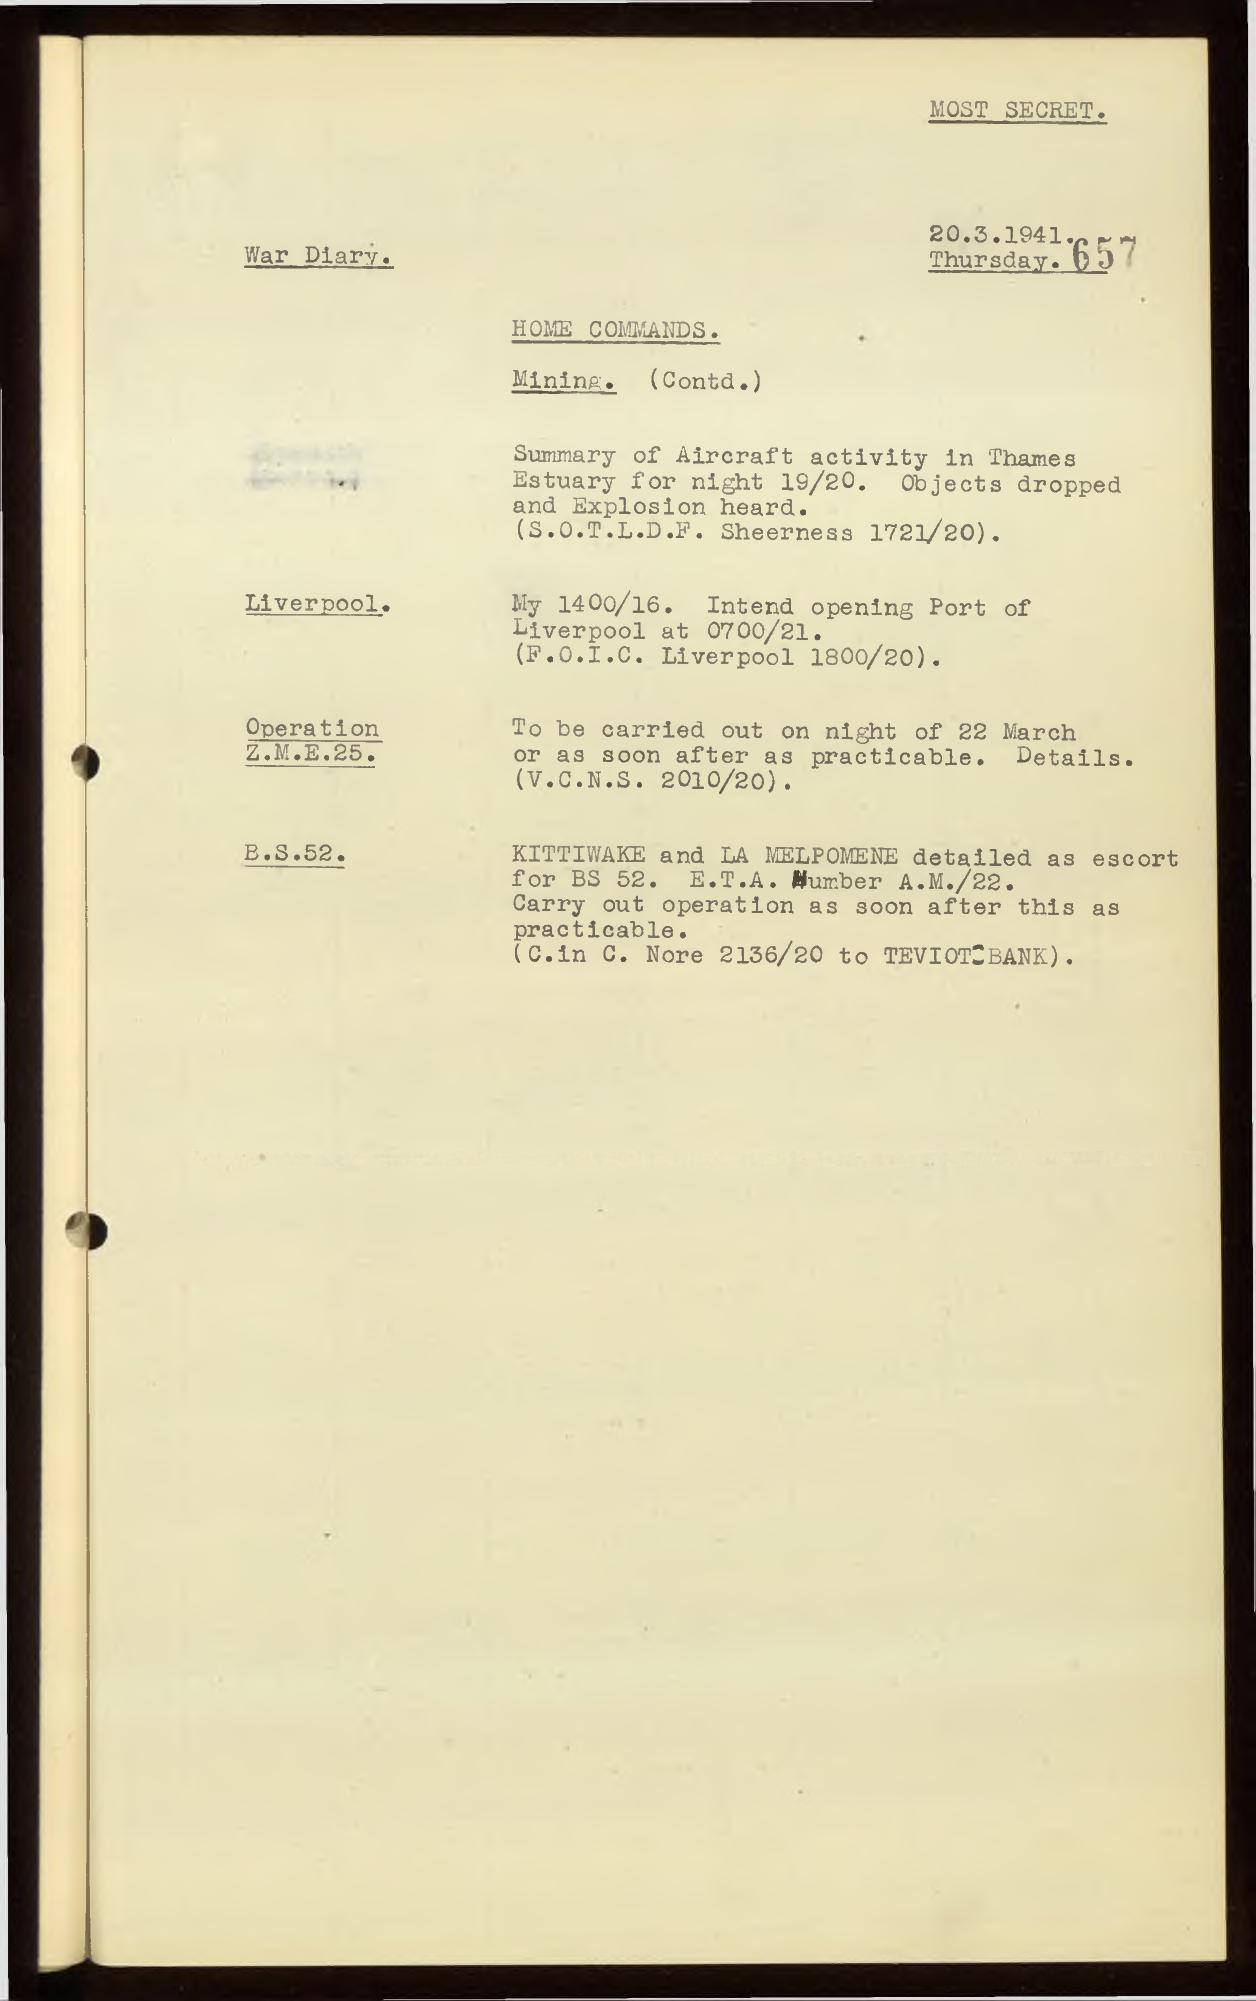 MOST SECRET.
War Diary.
20.3.1941.
Thursday. 657
HOME COMMANDS.
Mining. (Contd.)
Summary of Aircraft activity in Thames
Estuary for night 19/20. Objects dropped
and Explosion heard.
(S.O.T.L.D.F. Sheerness 1721/20).
Liverpool.
My 1400/16. Intend opening Port of
Liverpool at 0700/21.
(F.O.I.C. Liverpool 1800/20).
Operation
Z.M.E.25.
To be carried out on night of 22 March
or as soon after as practicable. Details.
(V.C.N.S. 2010/20).
B.S.52.
KITTIWAKE and LA MELPOMENE detailed as escort
for BS 52. E.T.A. Humber A.M./22.
Carry out operation as soon after this as
practicable.
(C.in C. Nore 2136/20 to TEVIOTBANK).